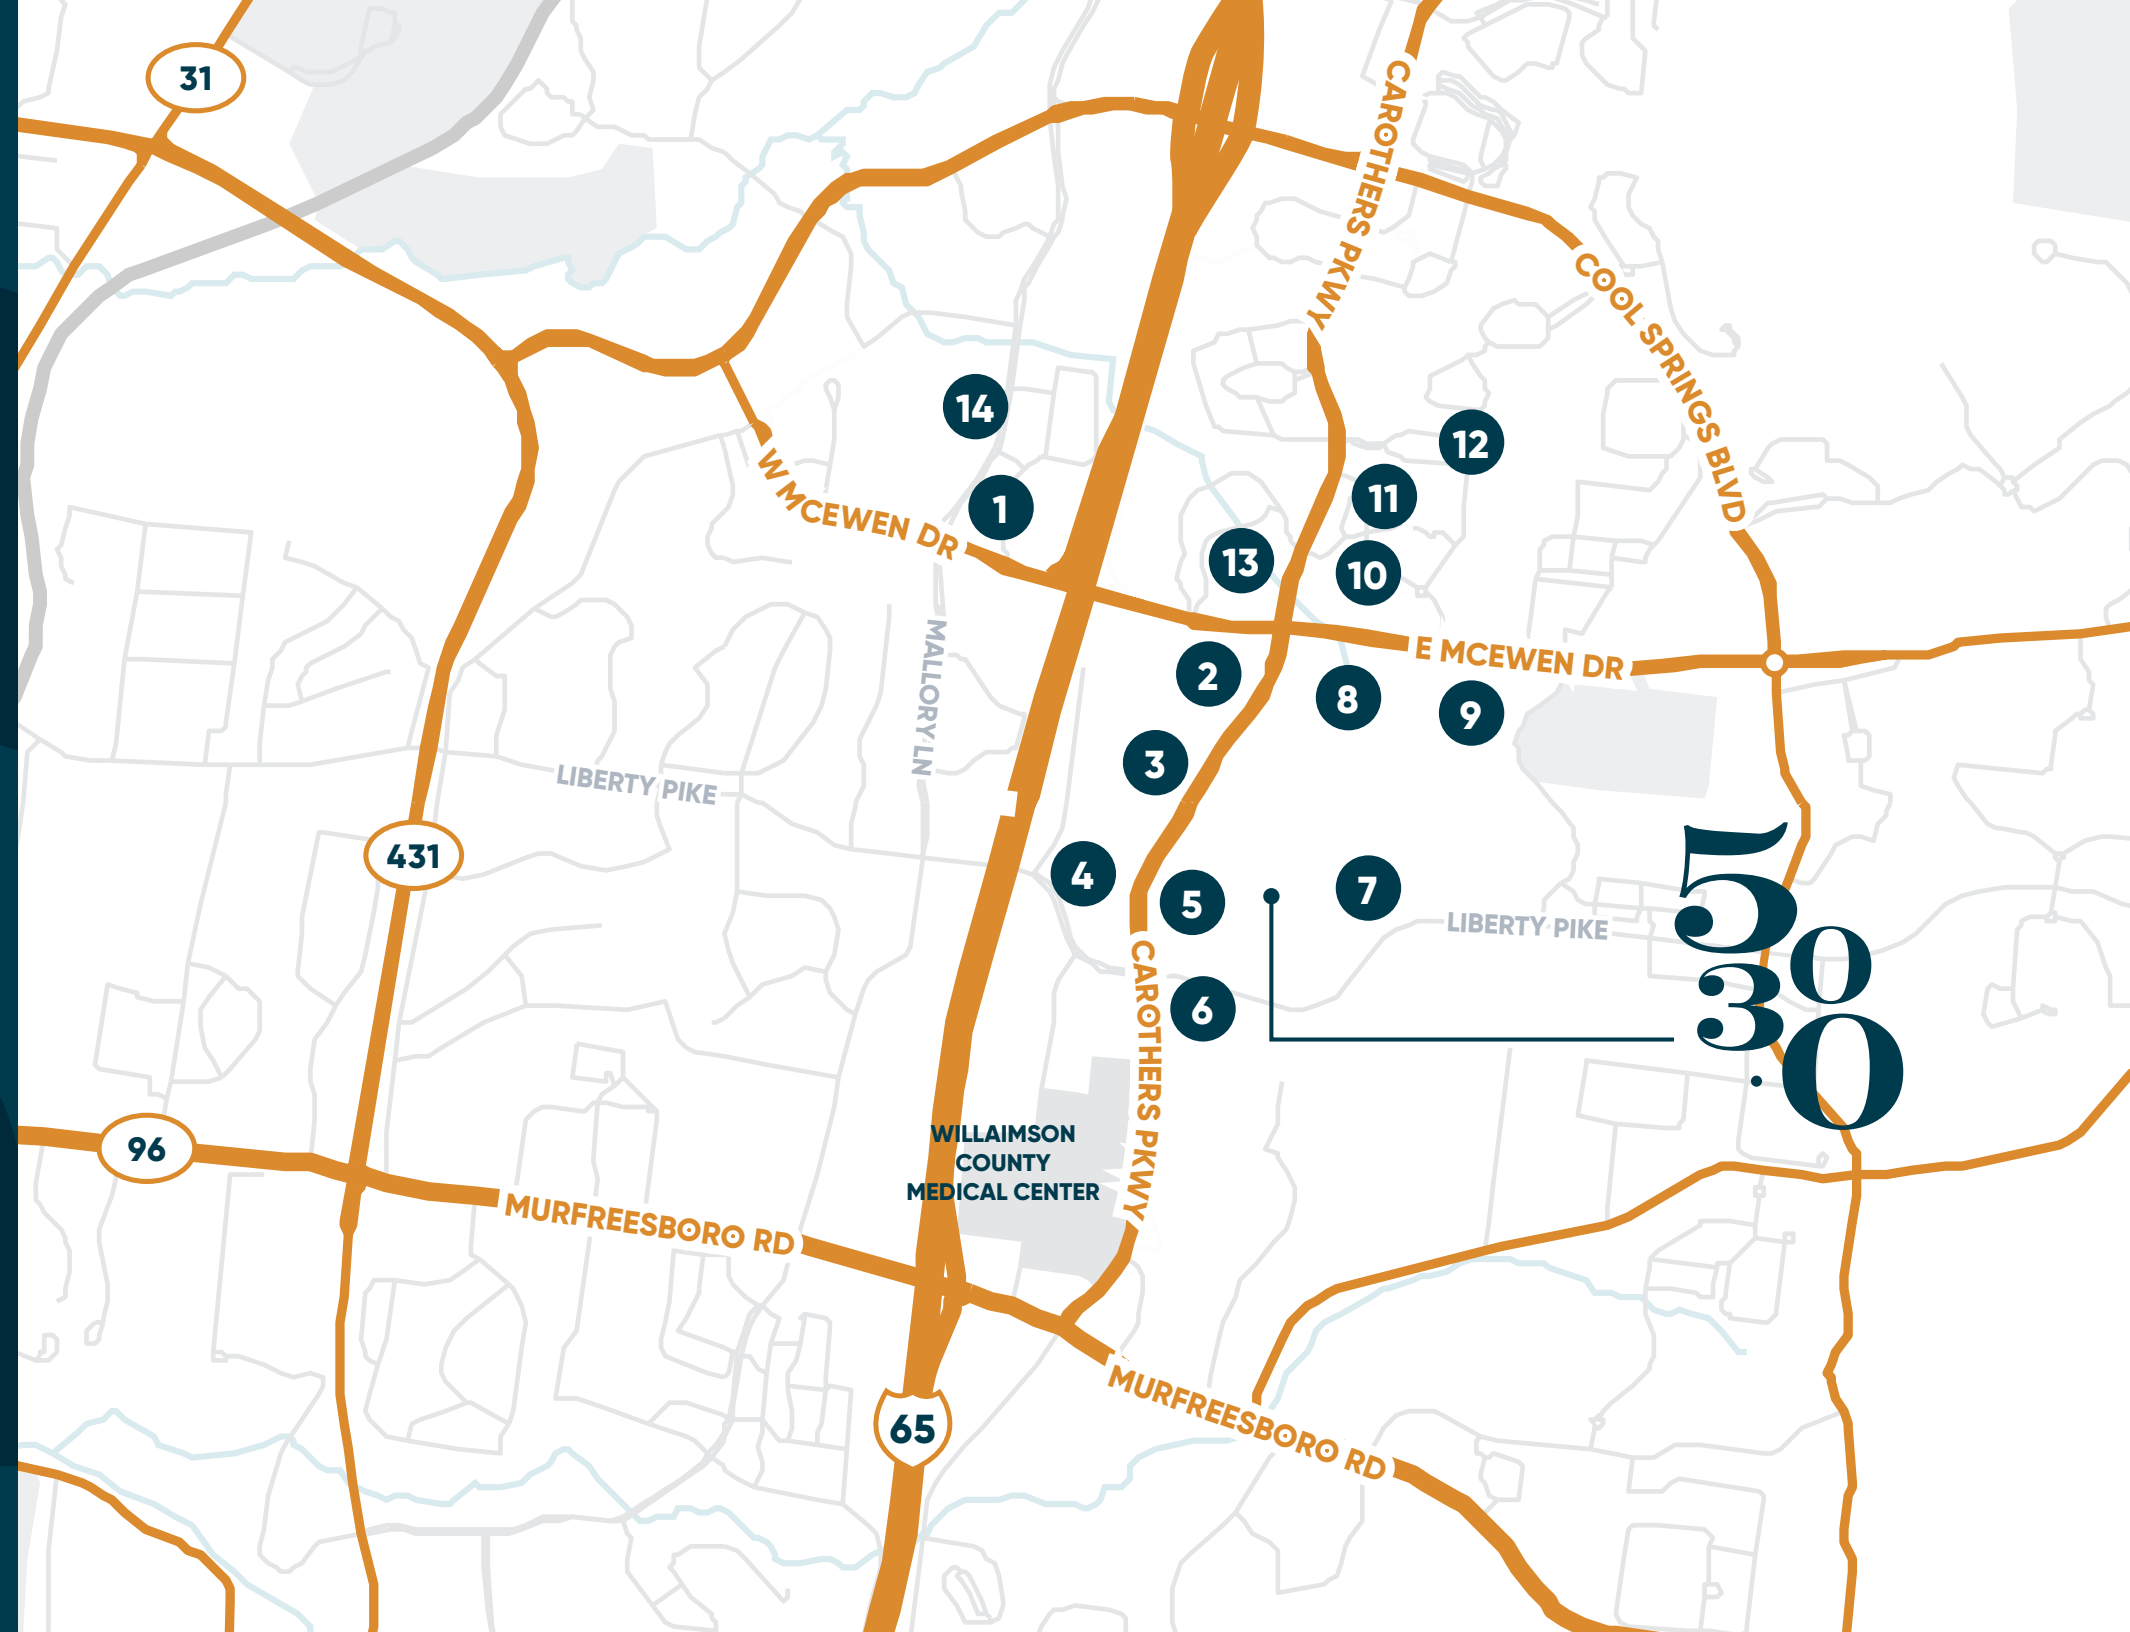 31
CAROTHERS PKWY
COOL SPRINGS BLVD
14
12
11
1
W MCEWEN DR
13
10
E MCEWEN DR
2
8
9
MALLORY LN
3
LIBERTY PIKE
431
4
5
7
LIBERTY PIKE
5
0
3
.0
6
CAROTHERS PKWY
96
WILLAIMSON
COUNTY
MEDICAL CENTER
MURFREESBORO RD
MURFREESBORO RD
65